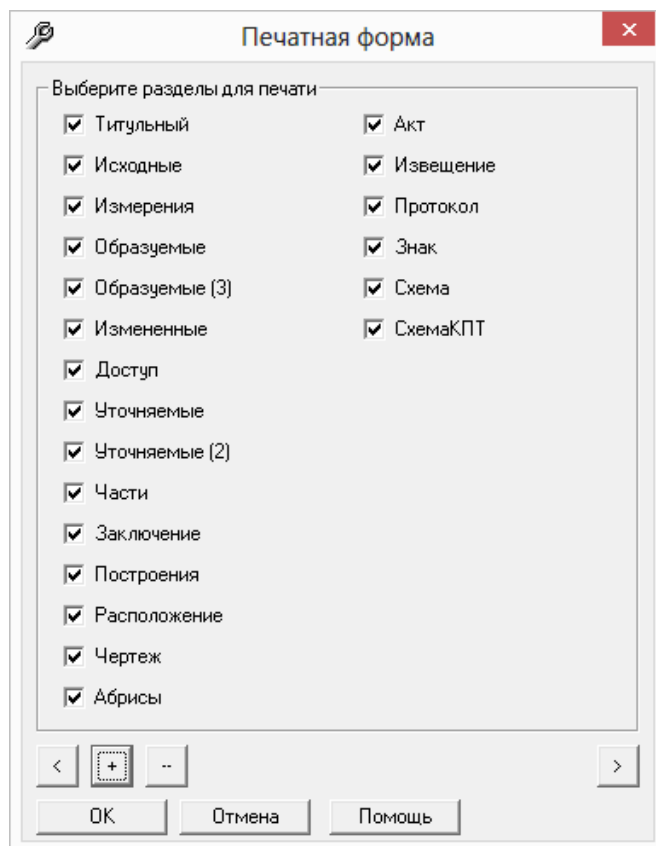 Печатная форма
Выберите разделы для печати
Титульный
Исходные
Измерения
Образуемые
Образуемые (3)
Измененные
Доступ
Уточняемые
Уточняемые (2)
Части
Заключение
Построения
Расположение
Чертеж
Абрисы
Акт
Извещение
Протокол
Знак
Схема
СхемаКПТ
< + -- >
ОК Отмена Помощь